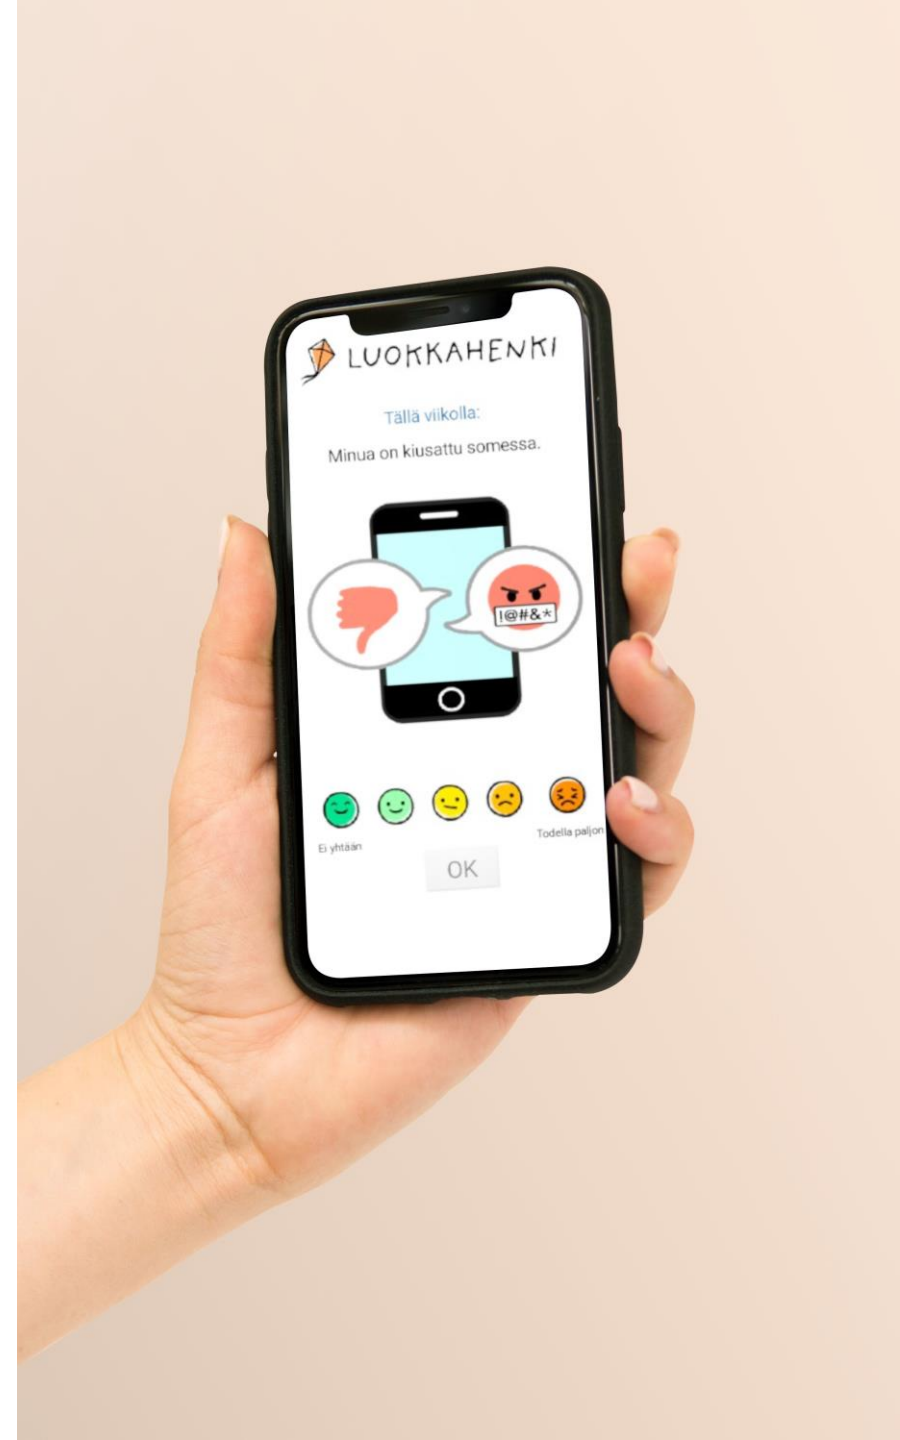 LUOKKAHENKI
Tällä viikolla:
Minua on kiusattu somessa.
!@#&*
Ei yhtään
Todella paljon
OK